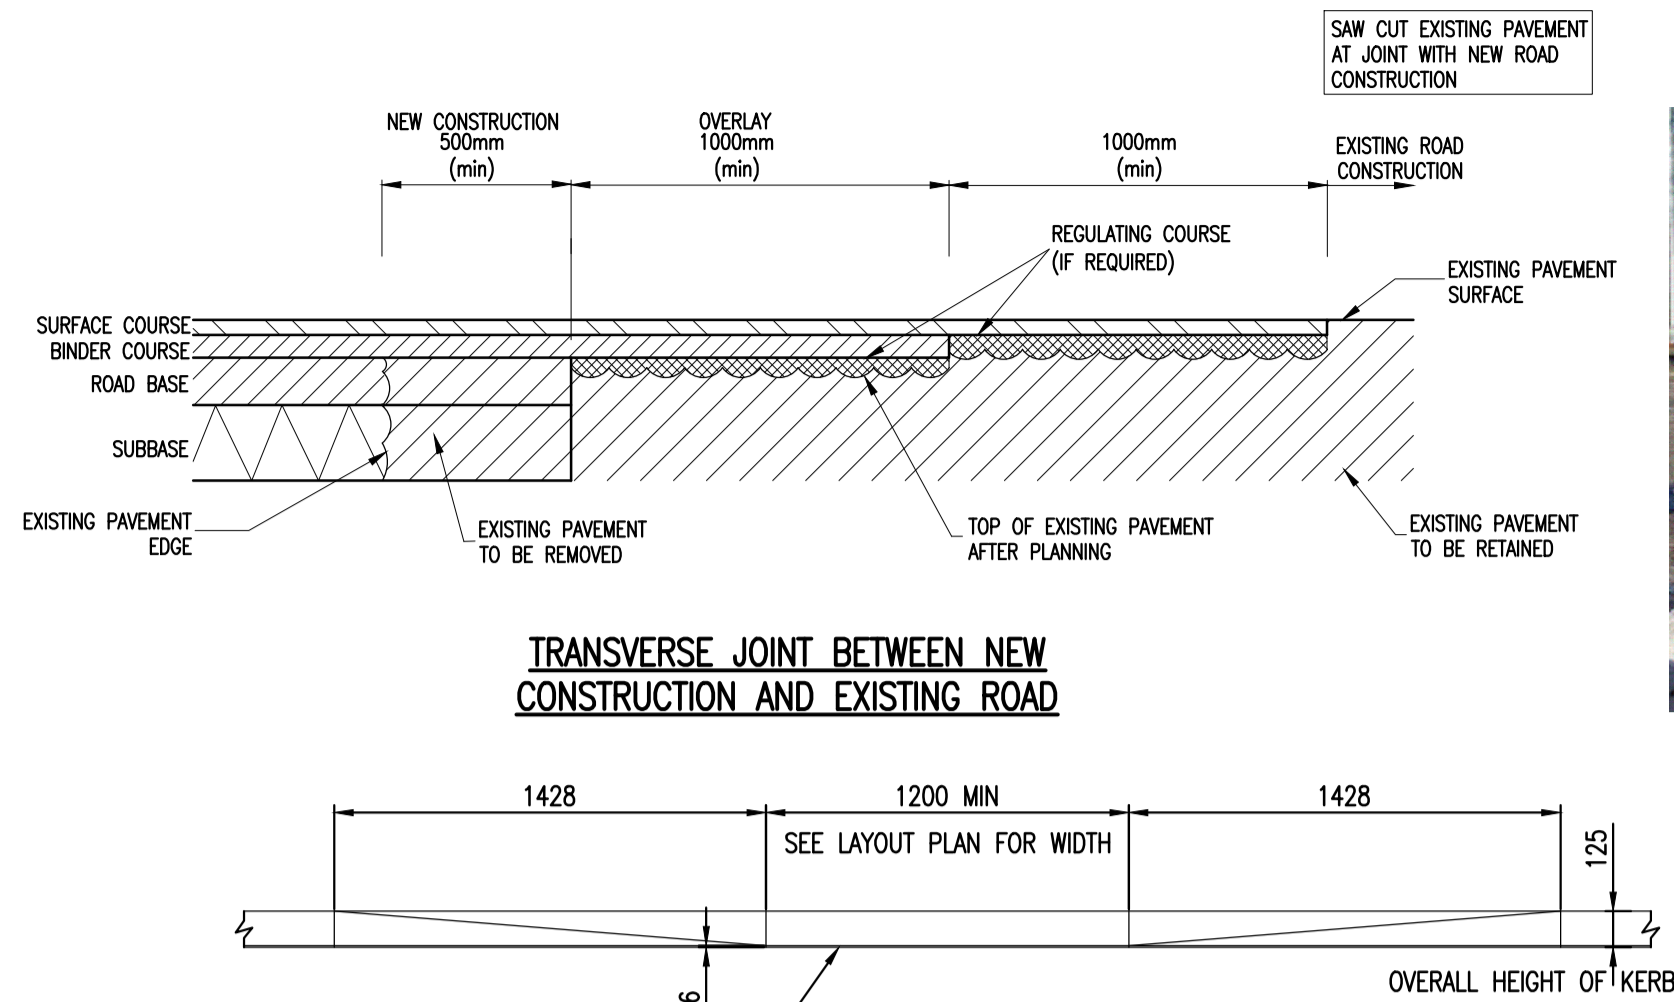 SAW CUT EXISTING PAVEMENT
AT JOINT WITH NEW ROAD
CONSTRUCTION
NEW CONSTRUCTION
500mm
(min)
OVERLAY
1000mm
(min)
1000mm
(min)
EXISTING ROAD
CONSTRUCTION
REGULATING COURSE
(IF REQUIRED)
EXISTING PAVEMENT
SURFACE
SURFACE COURSE
BINDER COURSE
ROAD BASE
SUBBASE
EXISTING PAVEMENT
EDGE
EXISTING PAVEMENT
TO BE REMOVED
TOP OF EXISTING PAVEMENT
AFTER PLANNING
EXISTING PAVEMENT
TO BE RETAINED
TRANSVERSE JOINT BETWEEN NEW
CONSTRUCTION AND EXISTING ROAD
1428
1200 MIN
1428
SEE LAYOUT PLAN FOR WIDTH
125
6
OVERALL HEIGHT OF KERB